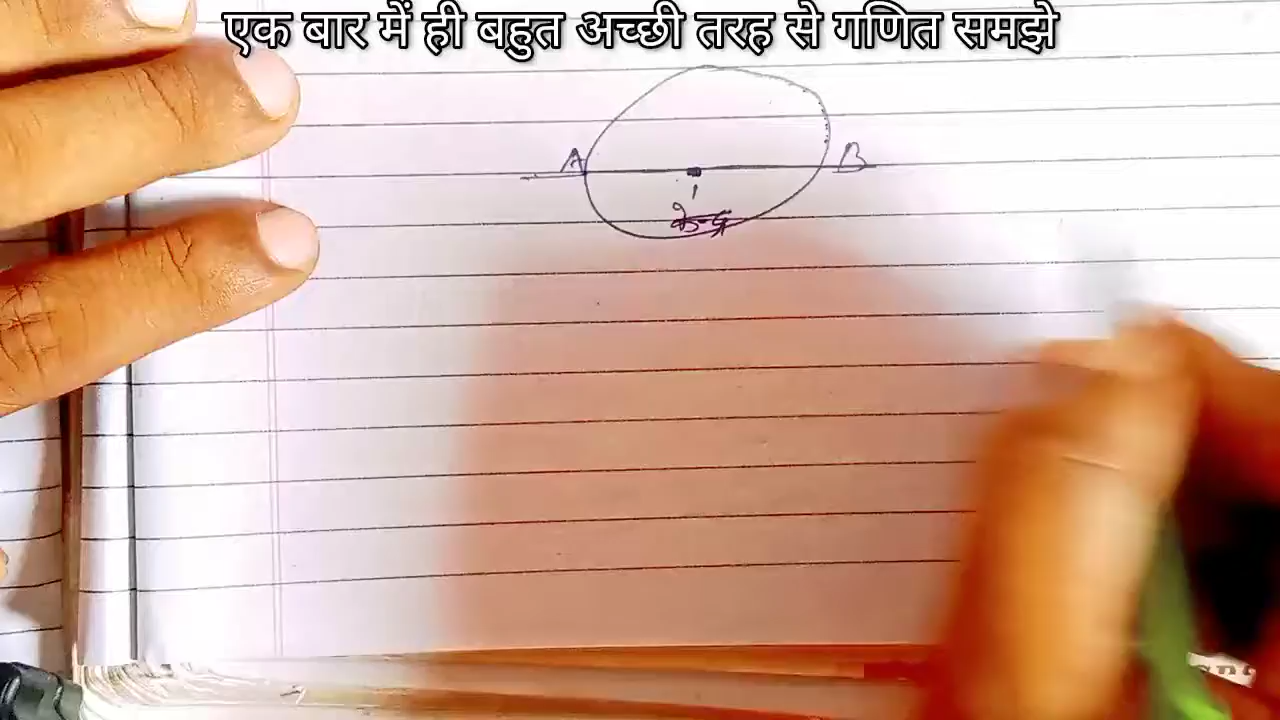 एक बार में ही बहुत अच्छी तरह से गणित समझे
A B